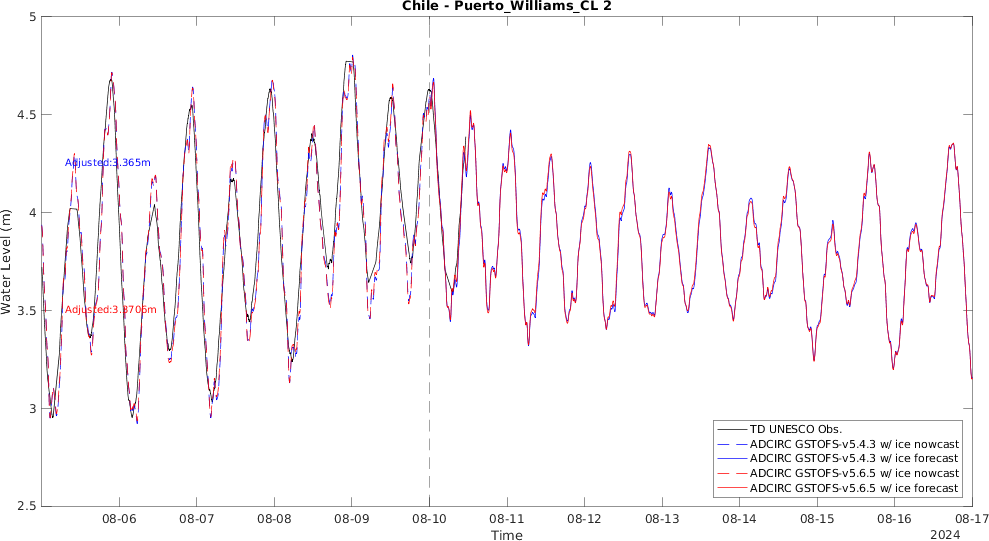 Chile - Puerto_Williams_CL 2
Water Level (m)
5
4.5
4
3.5
3
2.5
Adjusted:3.365m
Adjusted:3.3706m
TD UNESCO Obs.
ADCIRC GSTOFS-v5.4.3 w/ ice nowcast
ADCIRC GSTOFS-v5.4.3 w/ ice forecast
ADCIRC GSTOFS-v5.6.5 w/ ice nowcast
ADCIRC GSTOFS-v5.6.5 w/ ice forecast
08-06 08-07 08-08 08-09 08-10 08-11 08-12 08-13 08-14 08-15 08-16 08-17
Time
2024